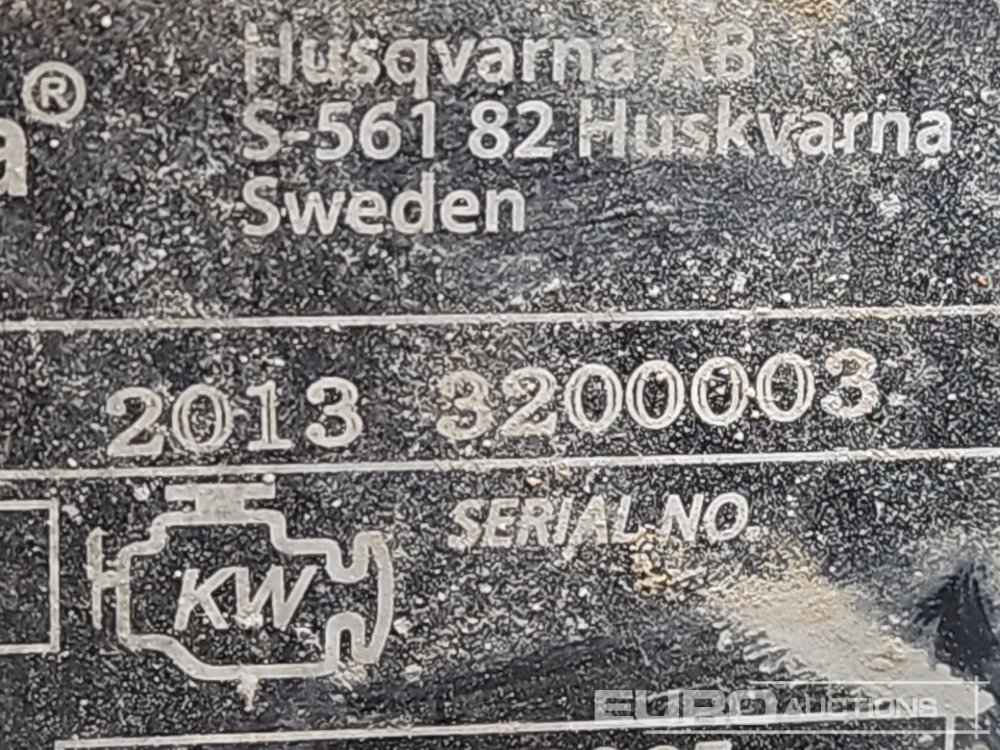 Husqvarna AB
a® S-561 82 Huskvarna
Sweden
2013 3200003
KW SERIAL NO.
EURO AUCTIONS